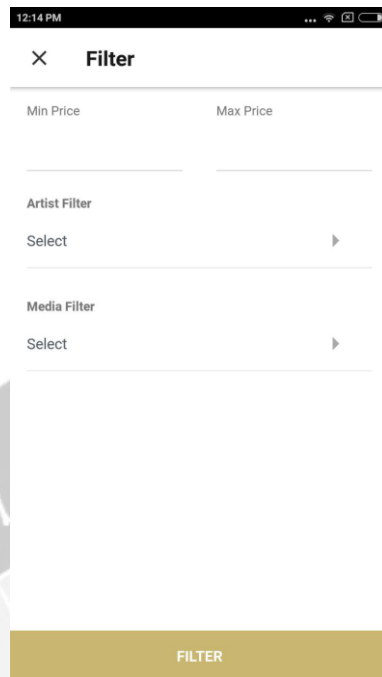 12:14 PM
Filter
Min Price Max Price
Artist Filter
Select
Media Filter
Select
FILTER